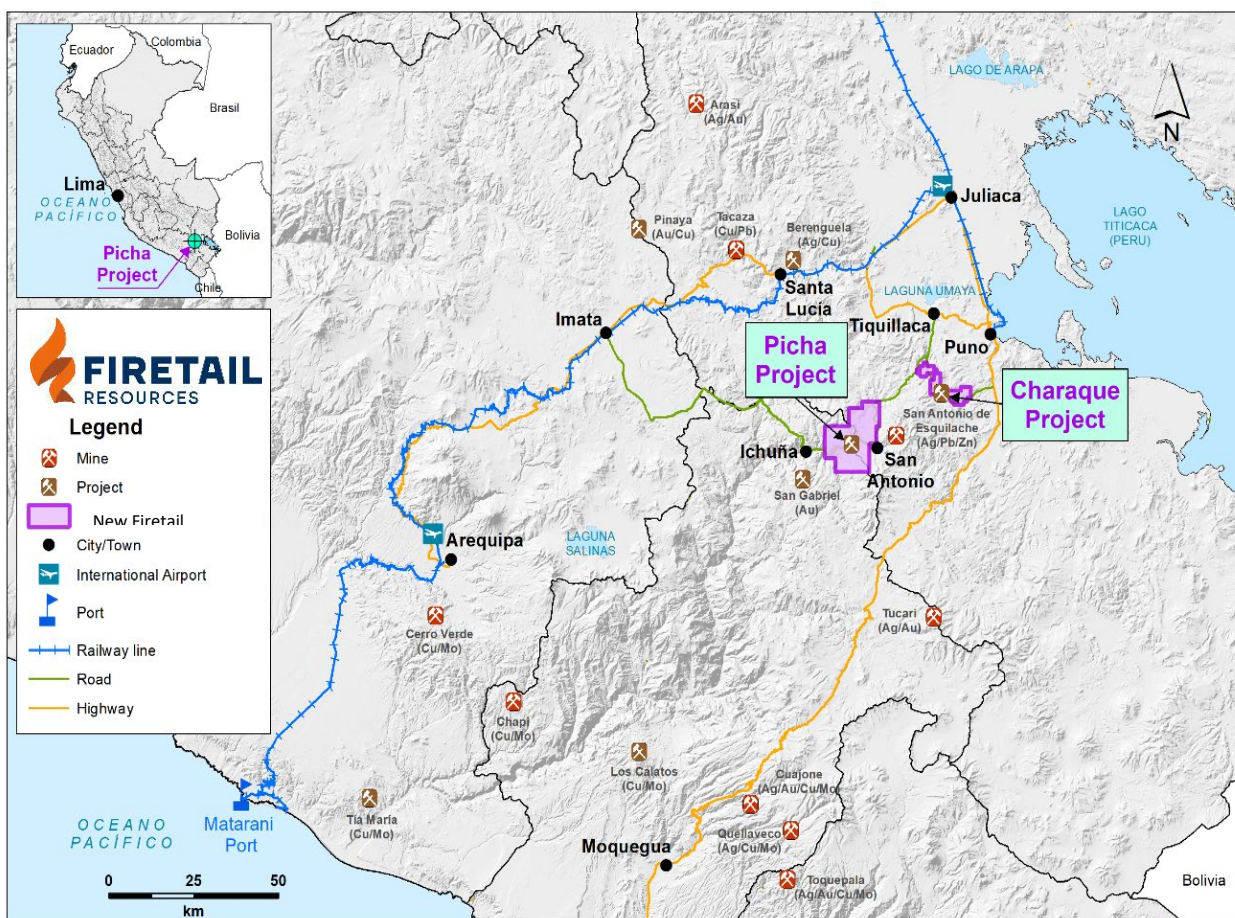 Ecuador
Colombia
Brasil
Lima
OCEANO
PACÍFICO
Bolivia
Picha
Project
Chile
FIRETAIL
RESOURCES
Legend
Mine
Project
New Firetail
City/Town
International Airport
Port
Railway line
Road
Highway
LAGO DE ARAPA
N
Arasi
(Ag/Au)
Juliaca
LAGO
TITICACA
(PERU)
Pinaya
(Au/Cu)
Tacaza
(Cu/Pb)
Berenguela
(Ag/Cu)
Santa
Lucía
LAGUNA UMAYA
Tiquillaca
Imata
Puno
Picha
Project
Charaque
Project
San Antonio de
Esquilache
(Ag/Pb/Zn)
Ichuña
San
Antonio
San Gabriel
(Au)
LAGUNA
SALINAS
Arequipa
Cerro Verde
(Cu/Mo)
Tucari
(Ag/Au)
Chapi
(Cu/Mo)
Los Calatos
(Cu/Mo)
Cuajone
(Ag/Au/Cu/Mo)
Tia María
(Cu/Mo)
Quellaveco
(Ag/Cu/Mo)
Matarani
Port
OCEANO
PACÍFICO
Moquegua
Toquepala
(Ag/Au/Cu/Mo)
Bolivia
0 25 50
km